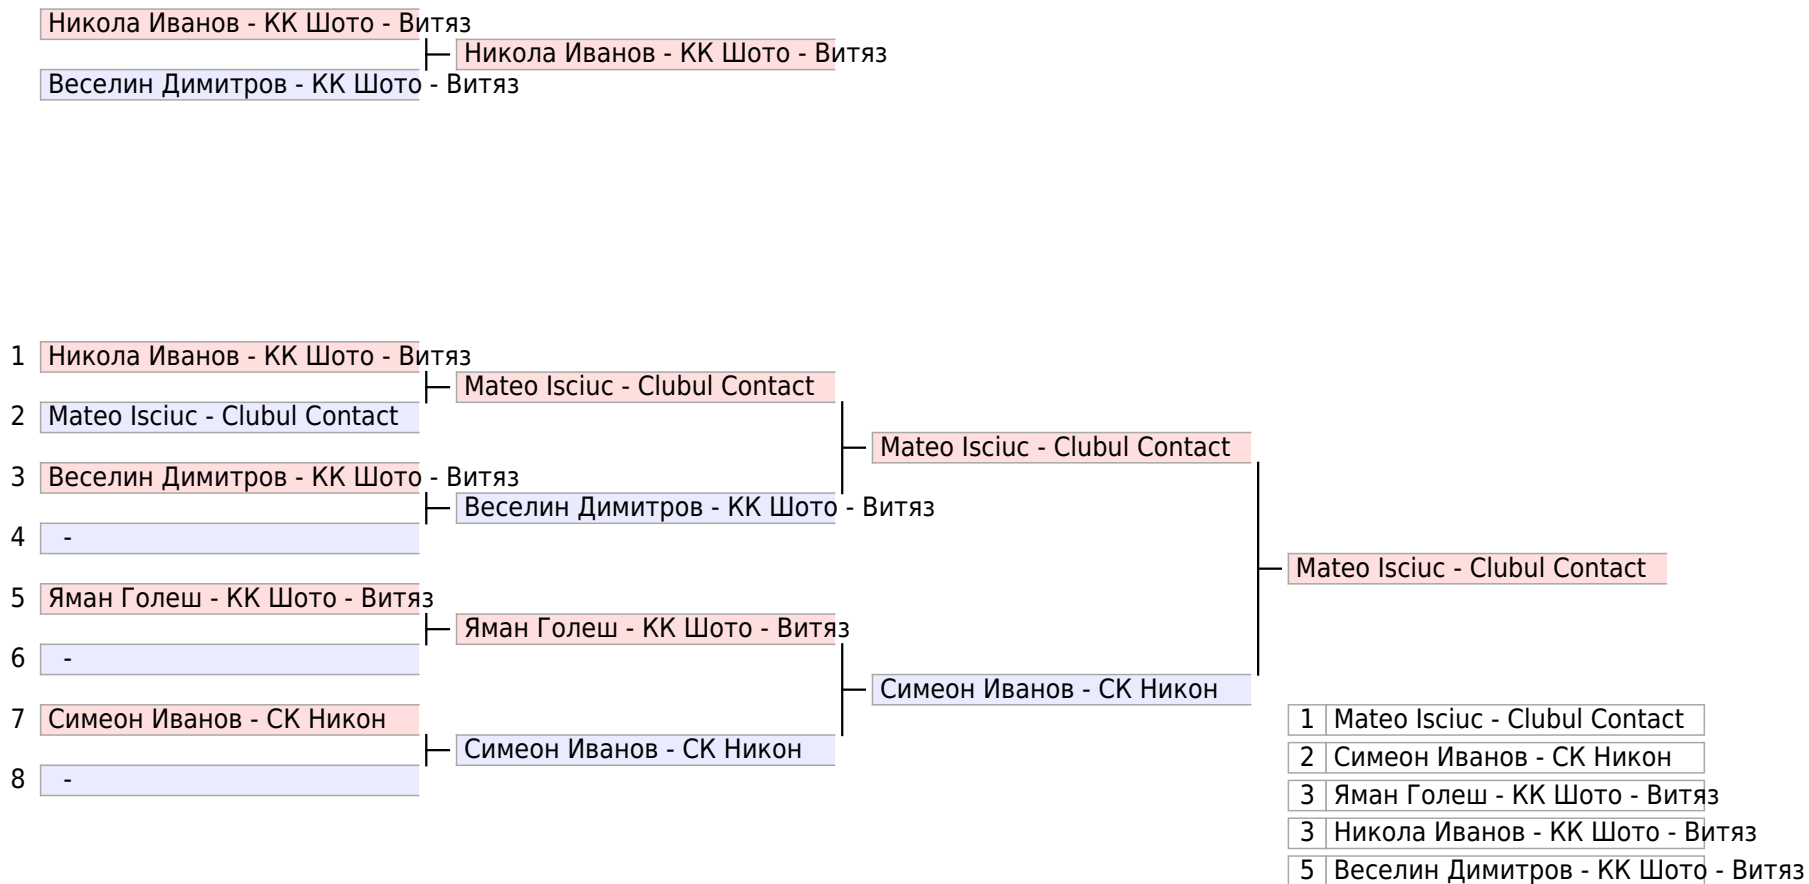 Никола Иванов - КК Шото - Витяз
Никола Иванов - КК Шото - Витяз
Веселин Димитров - КК Шото - Витяз
1 Никола Иванов - КК Шото - Витяз
Mateo Isciuc - Clubul Contact
2 Mateo Isciuc - Clubul Contact
Mateo Isciuc - Clubul Contact
3 Веселин Димитров - КК Шото - Витяз
Веселин Димитров - КК Шото - Витяз
4 -
Mateo Isciuc - Clubul Contact
5 Яман Голеш - КК Шото - Витяз
Яман Голеш - КК Шото - Витяз
6 -
Симеон Иванов - СК Никон
7 Симеон Иванов - СК Никон
Симеон Иванов - СК Никон
8 -
1 Mateo Isciuc - Clubul Contact
2 Симеон Иванов - СК Никон
3 Яман Голеш - КК Шото - Витяз
3 Никола Иванов - КК Шото - Витяз
5 Веселин Димитров - КК Шото - Витяз